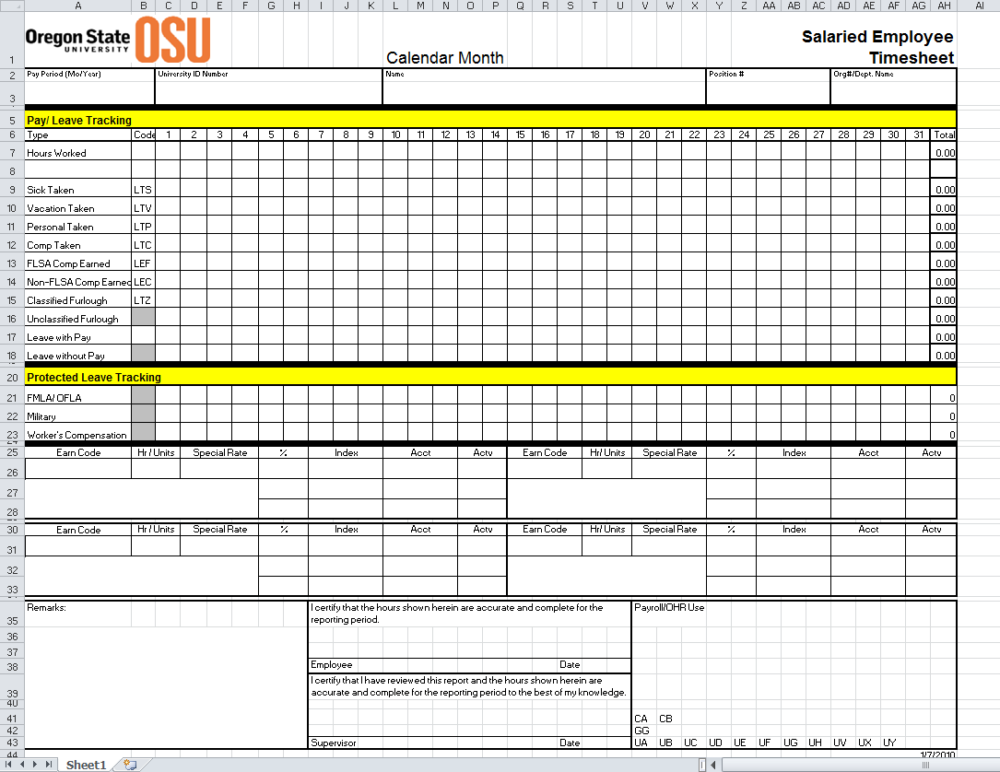 A B C D E F G H I J K L M N O P Q R S T U V W X Y Z AA AB AC AD AE AF AG AH AI
Oregon State
UNIVERSITY
OSU
Salaried Employee
1 Calendar Month Timesheet
2 Pay Period (Mo/Year) University ID Number Name Position # Org#/Dept. Name
3
5 Pay/ Leave Tracking
6 Type Code 1 2 3 4 5 6 7 8 9 10 11 12 13 14 15 16 17 18 19 20 21 22 23 24 25 26 27 28 29 30 31 Total
7 Hours Worked 0.00
8
9 Sick Taken LTS 0.00
10 Vacation Taken LTV 0.00
11 Personal Taken LTP 0.00
12 Comp Taken LTC 0.00
13 FLSA Comp Earned LEF 0.00
14 Non-FLSA Comp Earned LEC 0.00
15 Classified Furlough LTZ 0.00
16 Unclassified Furlough 0.00
17 Leave with Pay 0.00
18 Leave without Pay 0.00
20 Protected Leave Tracking
21 FMLA/ OFLA 0
22 Military 0
23 Worker's Compensation 0
25 Earn Code Hr / Units Special Rate % Index Acct Actv Earn Code Hr/ Units Special Rate % Index Acct Actv
26
27
28
30 Earn Code Hr / Units Special Rate % Index Acct Actv Earn Code Hr/ Units Special Rate % Index Acct Actv
31
32
33
Remarks: I certify that the hours shown herein are accurate and complete for the Payroll/OHR Use
35 reporting period.
36
37
38 Employee Date
I certify that I have reviewed this report and the hours shown herein are
39 accurate and complete for the reporting period to the best of my knowledge.
40
41 CA CB
42 GG
43 Supervisor Date UA UB UC UD UE UF UG UH UV UX UY
44 1/7/2010
Sheet1